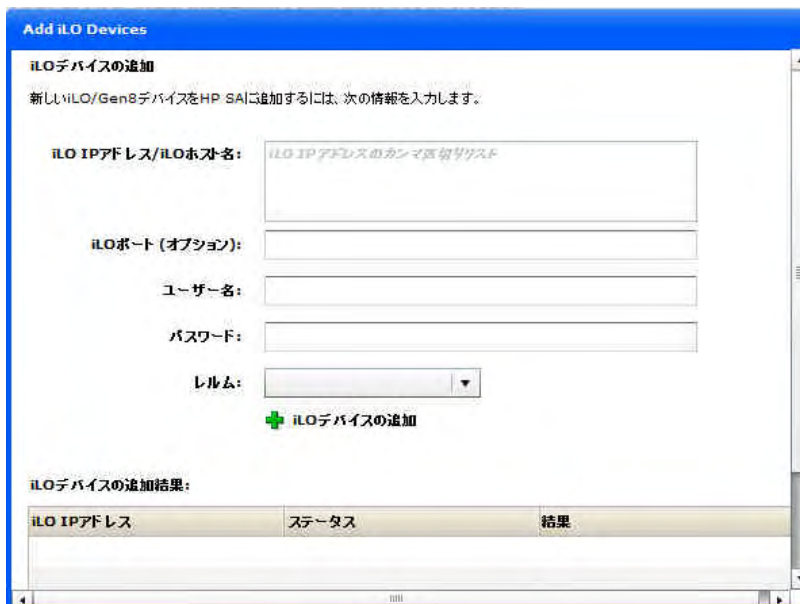 Add iLO Devices
iLOデバイスの追加
新しいiLO/Gen8デバイスをHP SAに追加するには、次の情報を入力します。
iLO IPアドレス/iLOホスト名:
iLO IPアドレスのカンマ区切りリスト
iLOポート (オプション):
ユーザー名:
パスワード:
レルム:
iLOデバイスの追加
iLOデバイスの追加結果:
iLO IPアドレス ステータス 結果